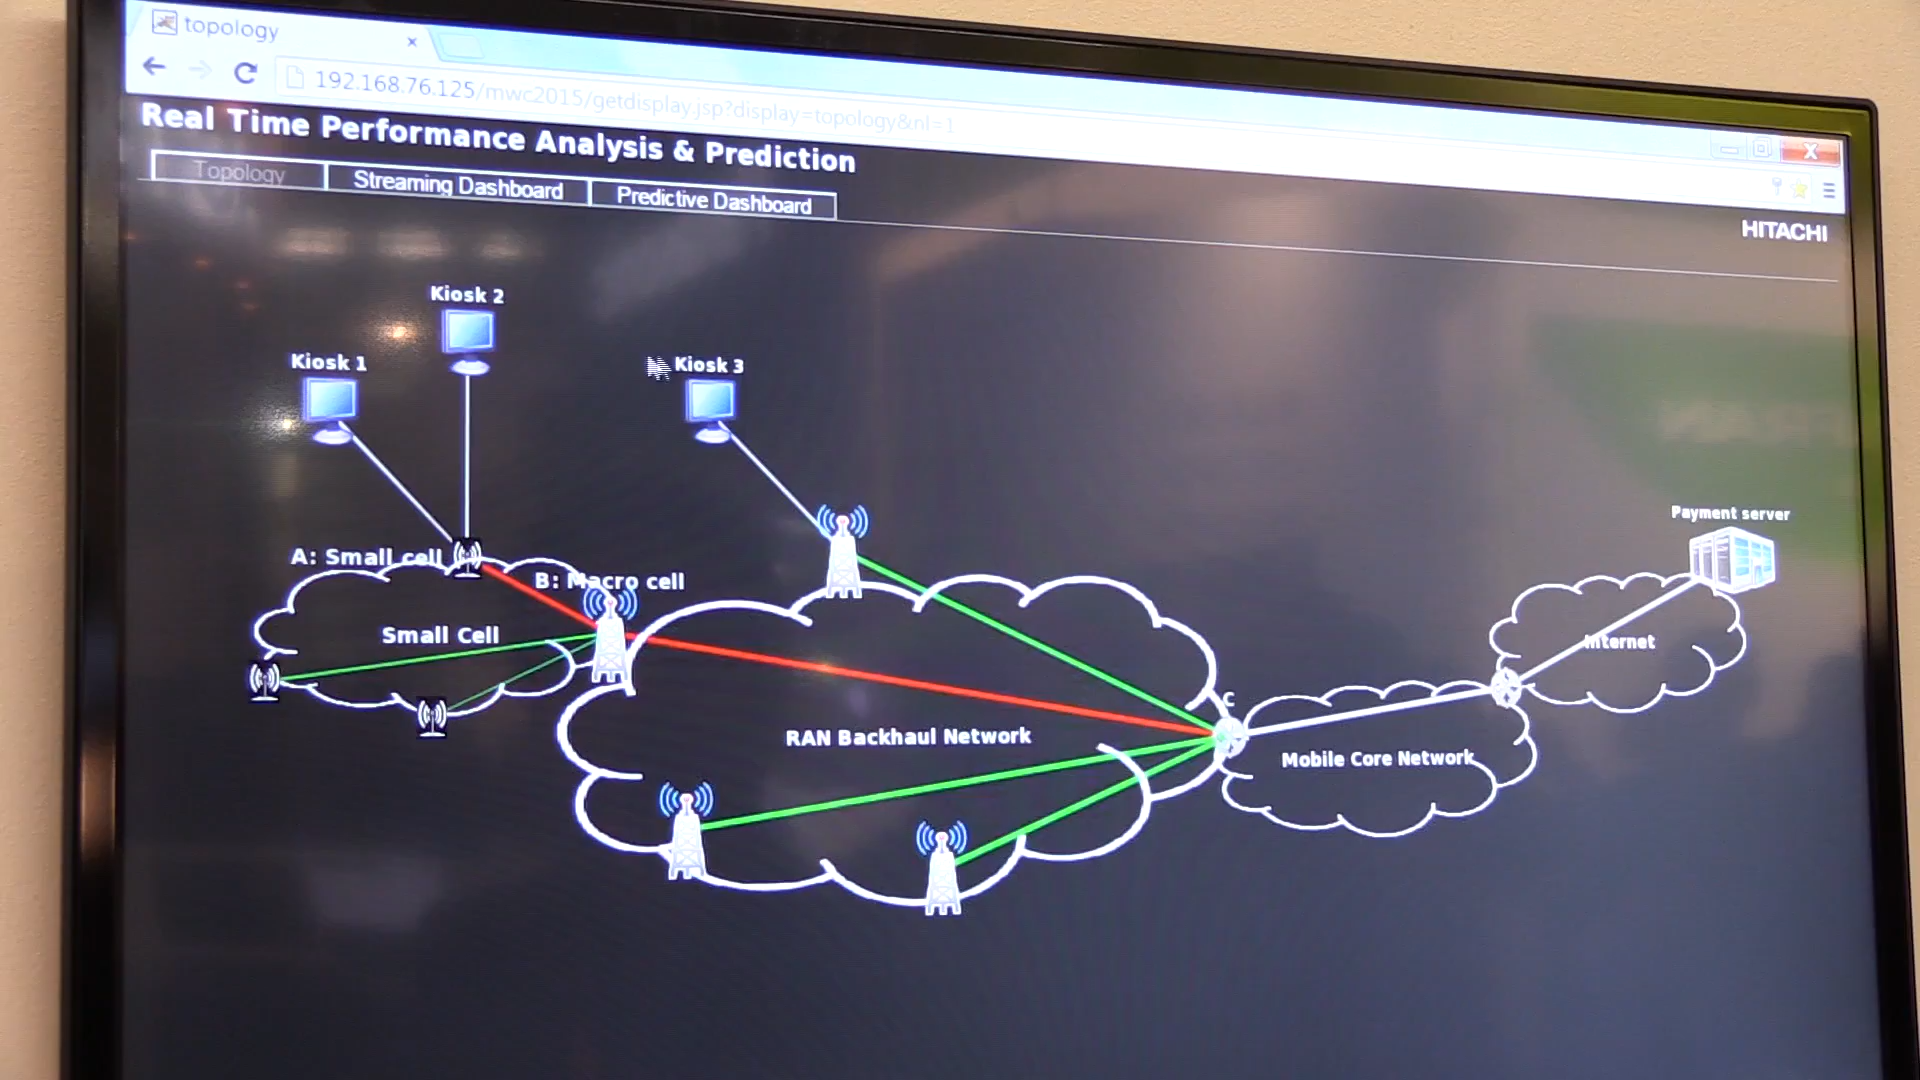 topology
192.168.76.125/mwc2015/getdisplay.jsp?display=topology&nl=1
Real Time Performance Analysis & Prediction
Topology
Streaming Dashboard
Predictive Dashboard
HITACHI
Kiosk 2
Kiosk 1
Kiosk 3
Payment server
A: Small cell
B: Macro cell
Small Cell
Internet
C
RAN Backhaul Network
Mobile Core Network